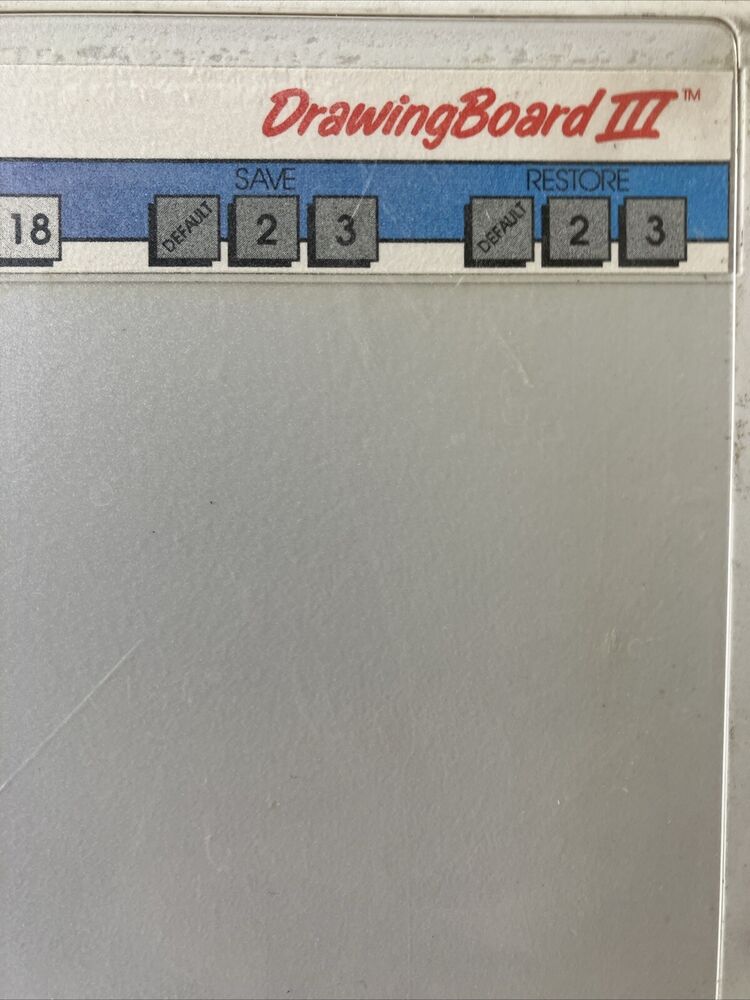 DrawingBoard III™
SAVE RESTORE
18 DEFAULT 2 3 DEFAULT 2 3